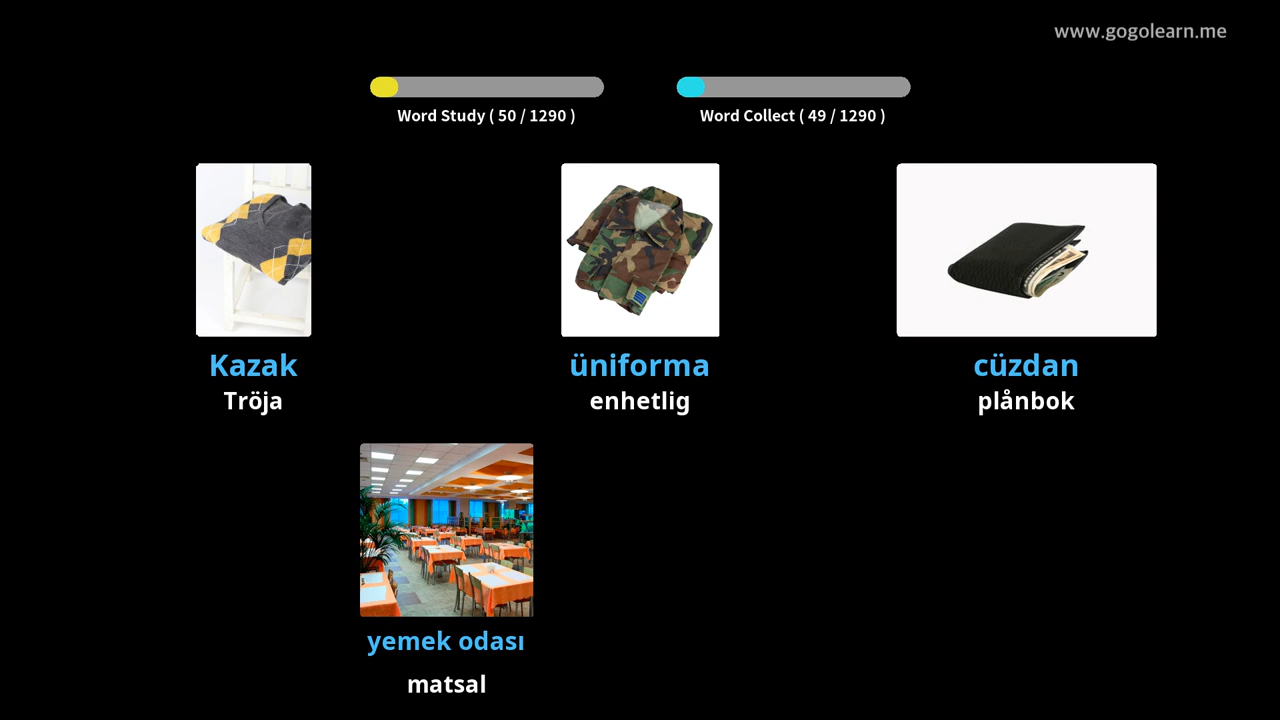 www.gogolearn.me
Word Study ( 50 / 1290 )
Word Collect ( 49 / 1290 )
Kazak
Tröja
üniforma
enhetlig
cüzdan
plånbok
yemek odası
matsal